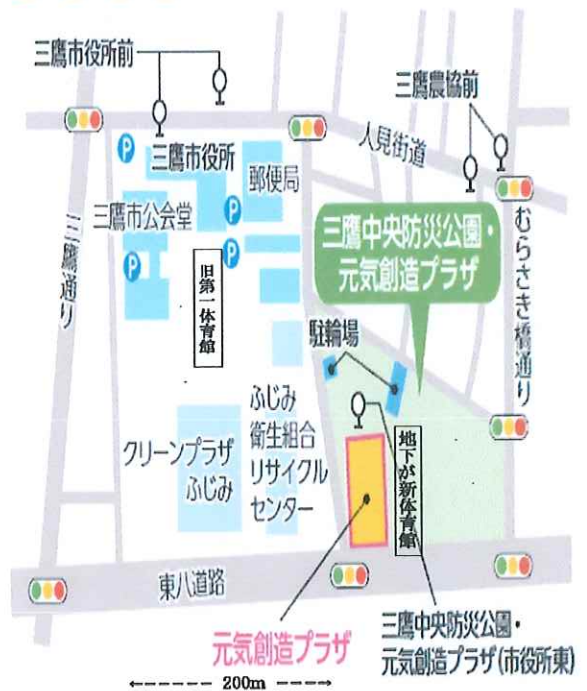 三鷹市役所前
三鷹農協前
人見街道
P
三鷹市役所
郵便局
三鷹市公会堂
P
P
P
三鷹通り
旧第一体育館
三鷹中央防災公園・
元気創造プラザ
むらさき橋通り
駐輪場
ふじみ
衛生組合
リサイクル
センター
クリーンプラザ
ふじみ
地下が新体育館
東八道路
元気創造プラザ
三鷹中央防災公園・
元気創造プラザ(市役所東)
200m